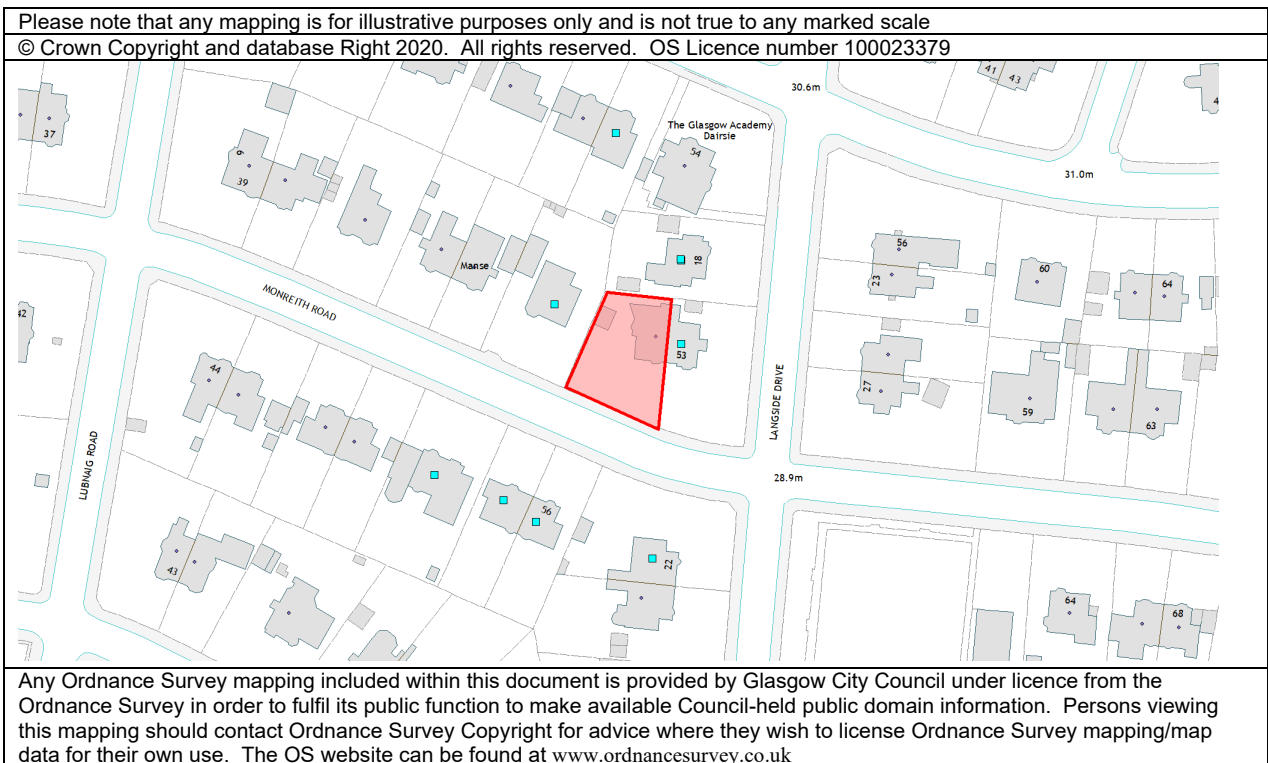 Please note that any mapping is for illustrative purposes only and is not true to any marked scale
© Crown Copyright and database Right 2020. All rights reserved. OS Licence number 100023379
41
43
30.6m
4
37
The Glasgow Academy
Dairsie
54
9
39
31.0m
56
18
60
64
23
Manse
MONREITH ROAD
42
53
44
LANGSIDE DRIVE
27
59
63
LUBNAIG ROAD
28.9m
56
22
43
64
68
Any Ordnance Survey mapping included within this document is provided by Glasgow City Council under licence from the
Ordnance Survey in order to fulfil its public function to make available Council-held public domain information. Persons viewing
this mapping should contact Ordnance Survey Copyright for advice where they wish to license Ordnance Survey mapping/map
data for their own use. The OS website can be found at www.ordnancesurvey.co.uk